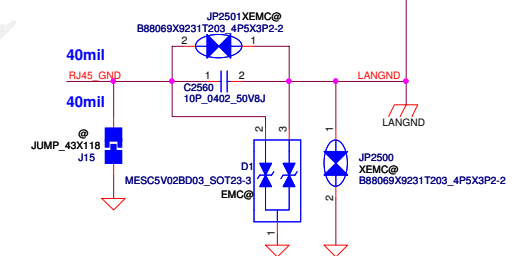 JP2501XEMC@
B88069X9231T203_4P5X3P2-2
2
1
40mil
RJ45_GND
1
2
LANGND
C2560
10P_0402_50V8J
40mil
LANGND
@
JUMP_43X118
J15
2
3
1
D1
MESC5V02BD03_SOT23-3
EMC@
JP2500
XEMC@
B88069X9231T203_4P5X3P2-2
2
1